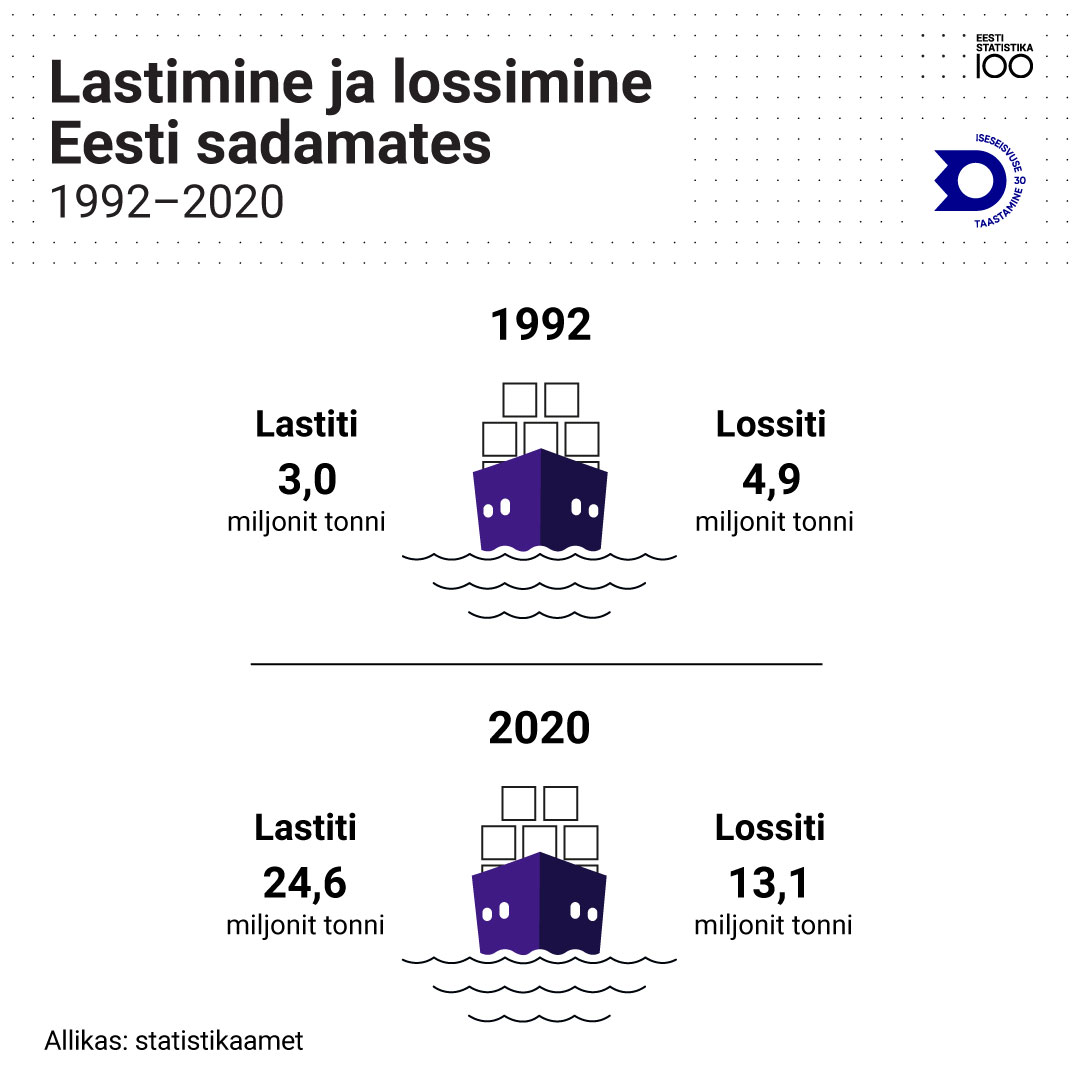 Lastimine ja lossimine
Eesti sadamates
1992–2020
EESTI
STATISTIKA
100
ISESEISVUSE 30
TAASTAMINE
1992
Lastiti
3,0
miljonit tonni
Lossiti
4,9
miljonit tonni
2020
Lastiti
24,6
miljonit tonni
Lossiti
13,1
miljonit tonni
Allikas: statistikaamet